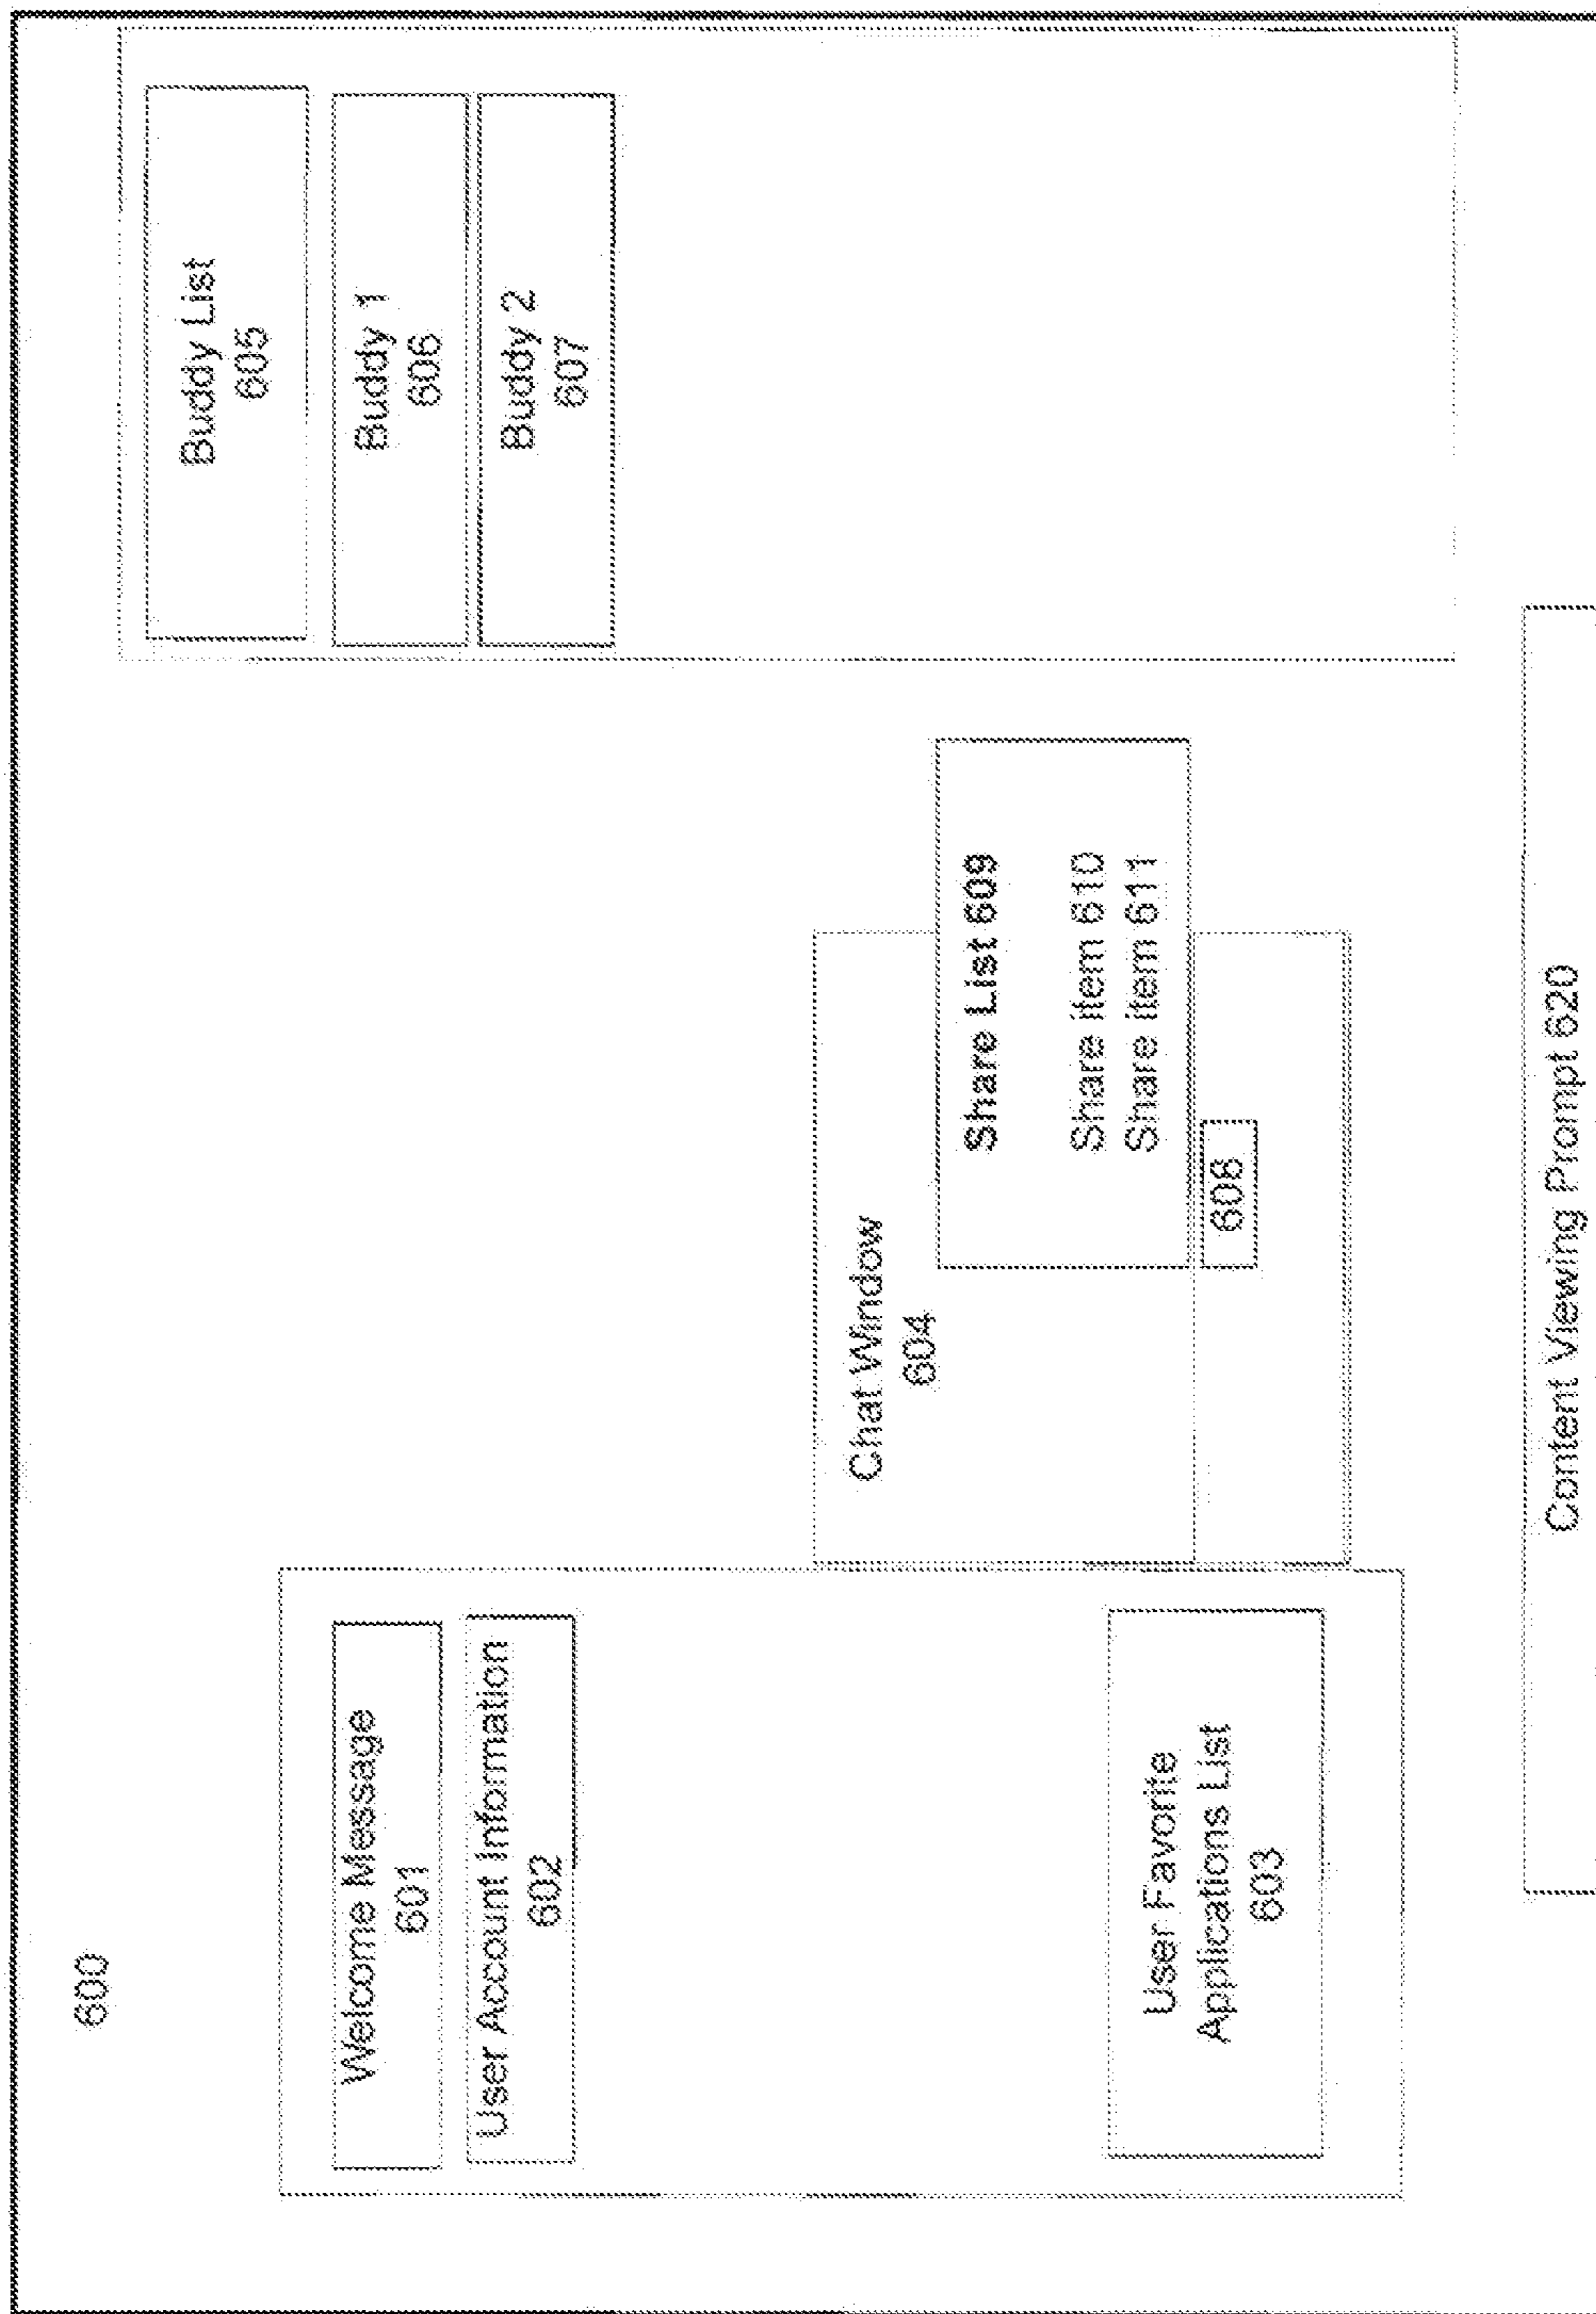 600
Welcome Message
601
User Account Information
602
User Favorite
Applications List
603
Chat Window
604
Share List 609
Share item 610
Share item 611
608
Buddy List
605
Buddy 1
606
Buddy 2
607
Content Viewing Prompt 620